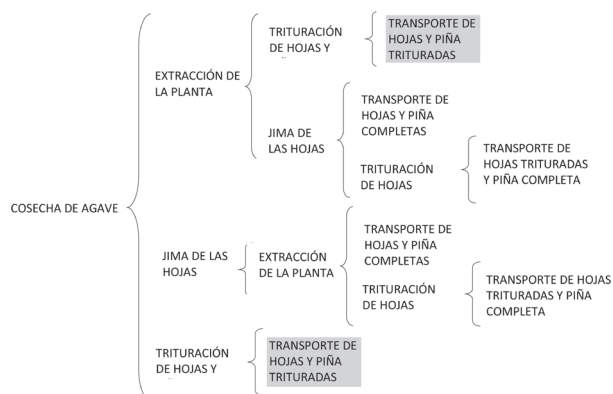 COSECHA DE AGAVE
EXTRACCIÓN DE
LA PLANTA
TRITURACIÓN
DE HOJAS Y
TRANSPORTE DE
HOJAS Y PIÑA
TRITURADAS
JIMA DE
LAS HOJAS
TRANSPORTE DE
HOJAS Y PIÑA
COMPLETAS
TRITURACIÓN
DE HOJAS
TRANSPORTE DE
HOJAS TRITURADAS
Y PIÑA COMPLETA
JIMA DE LAS
HOJAS
EXTRACCIÓN
DE LA PLANTA
TRANSPORTE DE
HOJAS Y PIÑA
COMPLETAS
TRITURACIÓN
DE HOJAS
TRANSPORTE DE HOJAS
TRITURADAS Y PIÑA
COMPLETA
TRITURACIÓN
DE HOJAS Y
TRANSPORTE DE
HOJAS Y PIÑA
TRITURADAS